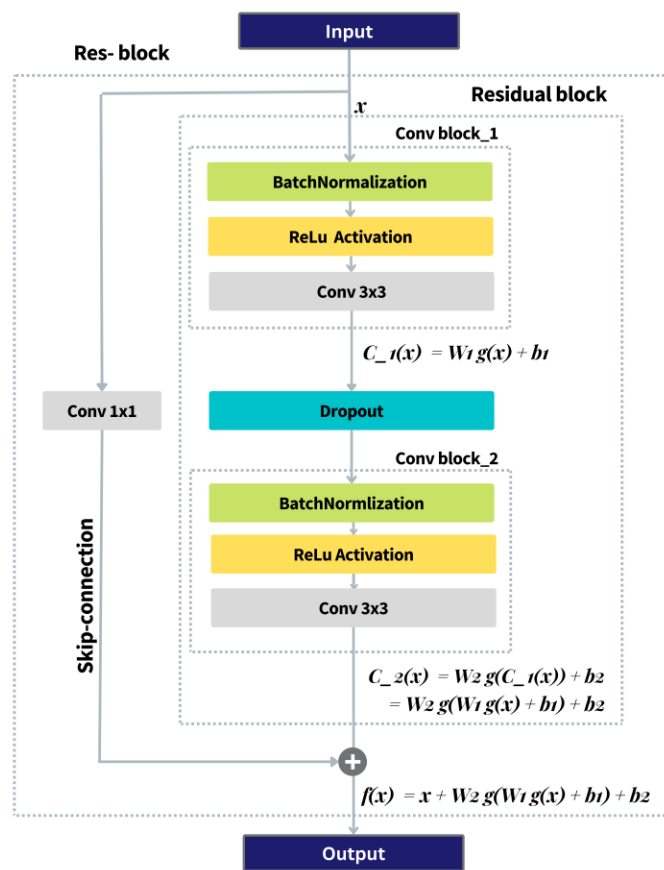 Input
Res- block
Residual block
x
Conv block_1
BatchNormalization
ReLu Activation
Conv 3x3
C_1(x) = W1 g(x) + b1
Conv 1x1
Dropout
Conv block_2
BatchNormlization
ReLu Activation
Conv 3x3
Skip-connection
C_2(x) = W2 g(C_1(x)) + b2
= W2 g(W1 g(x) + b1) + b2
+
f(x) = x + W2 g(W1 g(x) + b1) + b2
Output